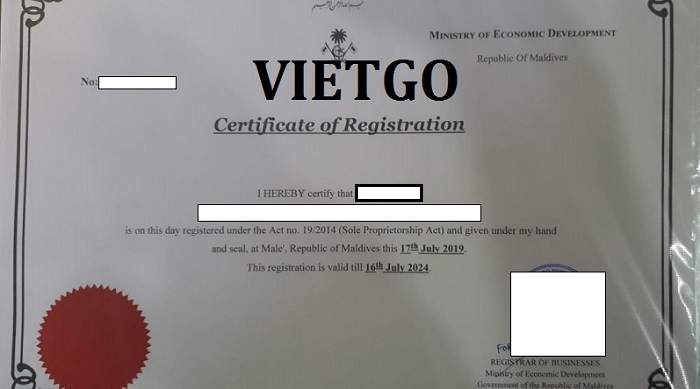 MINISTRY OF ECONOMIC DEVELOPMENT
Republic Of Maldives
No:
VIETGO
Certificate of Registration
I HEREBY certify that
is on this day registered under the Act no. 19/2014 (Sole Proprietorship Act) and given under my hand
and seal, at Male', Republic of Maldives this 17th July 2019.
This registration is valid till 16th July 2024.
FOR
REGISTRAR OF BUSINESSES
Ministry of Economic Development
Government of the Republic of Maldives